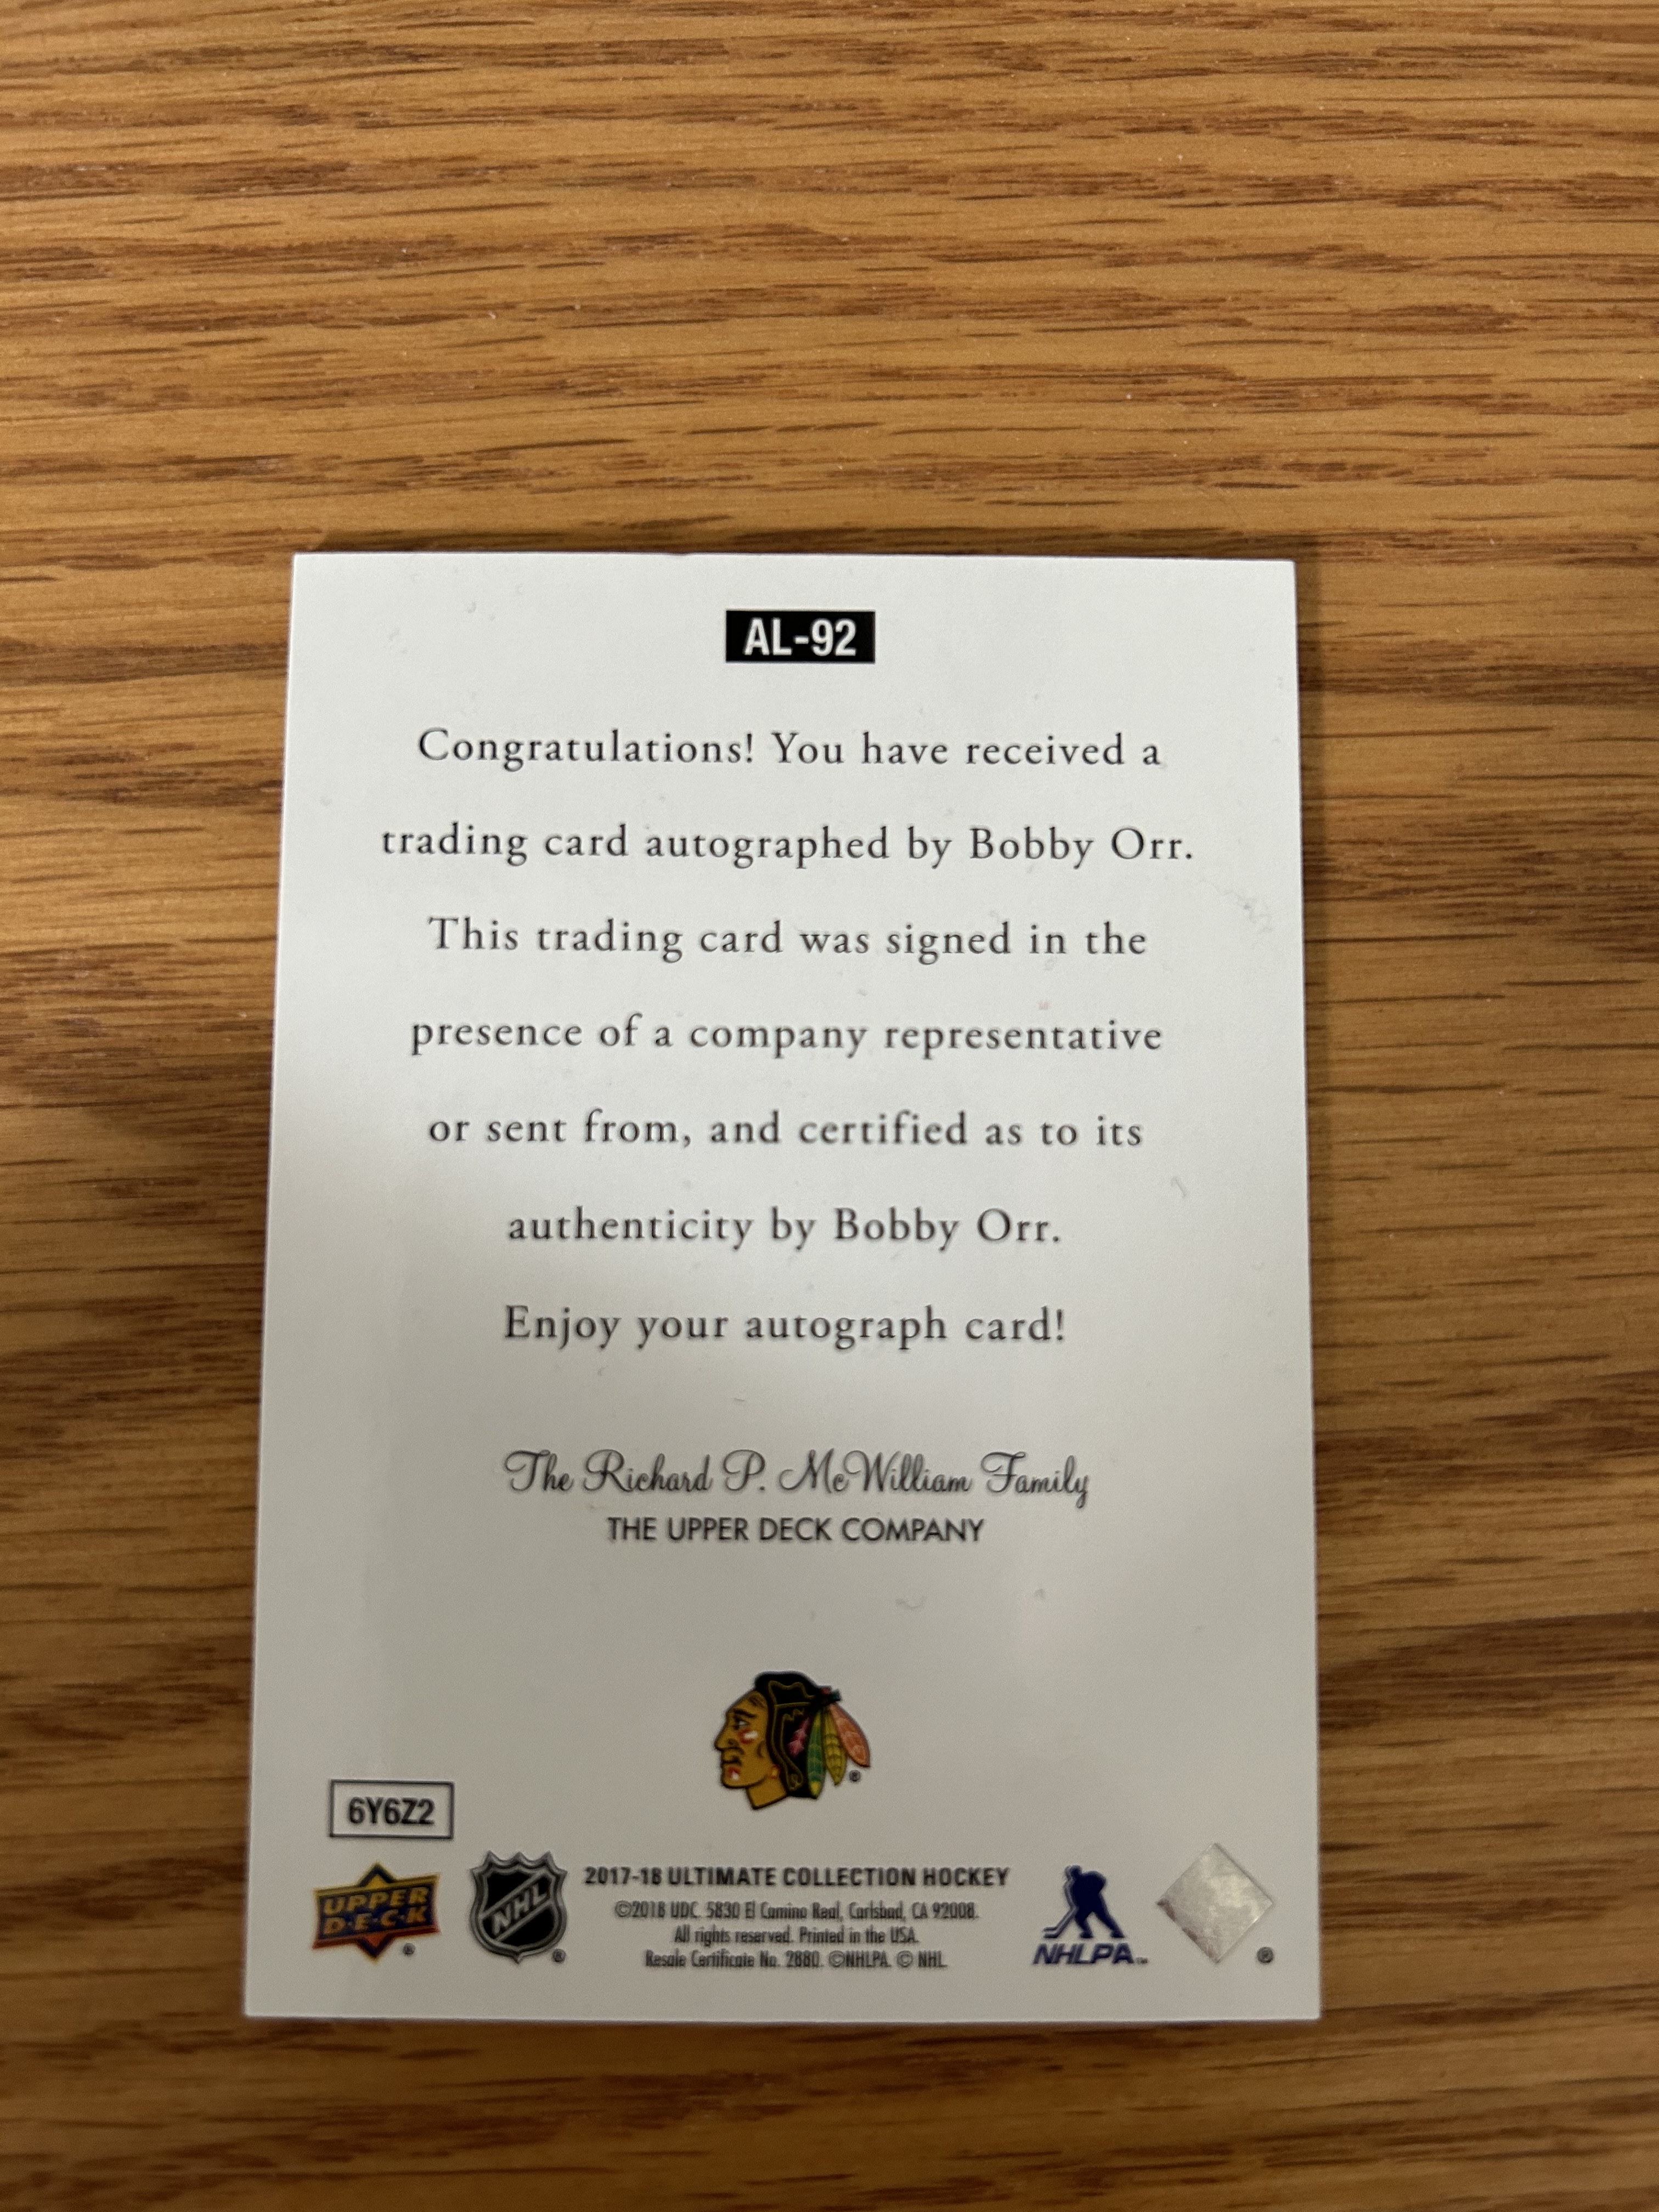 AL-92
Congratulations! You have received a
trading card autographed by Bobby Orr.
This trading card was signed in the
presence of a company representative
or sent from, and certified as to its
authenticity by Bobby Orr.
Enjoy your autograph card!
The Richard P. McWilliam Family
THE UPPER DECK COMPANY
6Y6Z2
UPPER
D·E·C·K
®
NHL
®
2017-18 ULTIMATE COLLECTION HOCKEY
©2018 UDC. 5830 El Camino Real, Carlsbad, CA 92008.
All rights reserved. Printed in the USA.
Resale Certificate No. 2880. ©NHLPA. © NHL.
NHLPA™
®